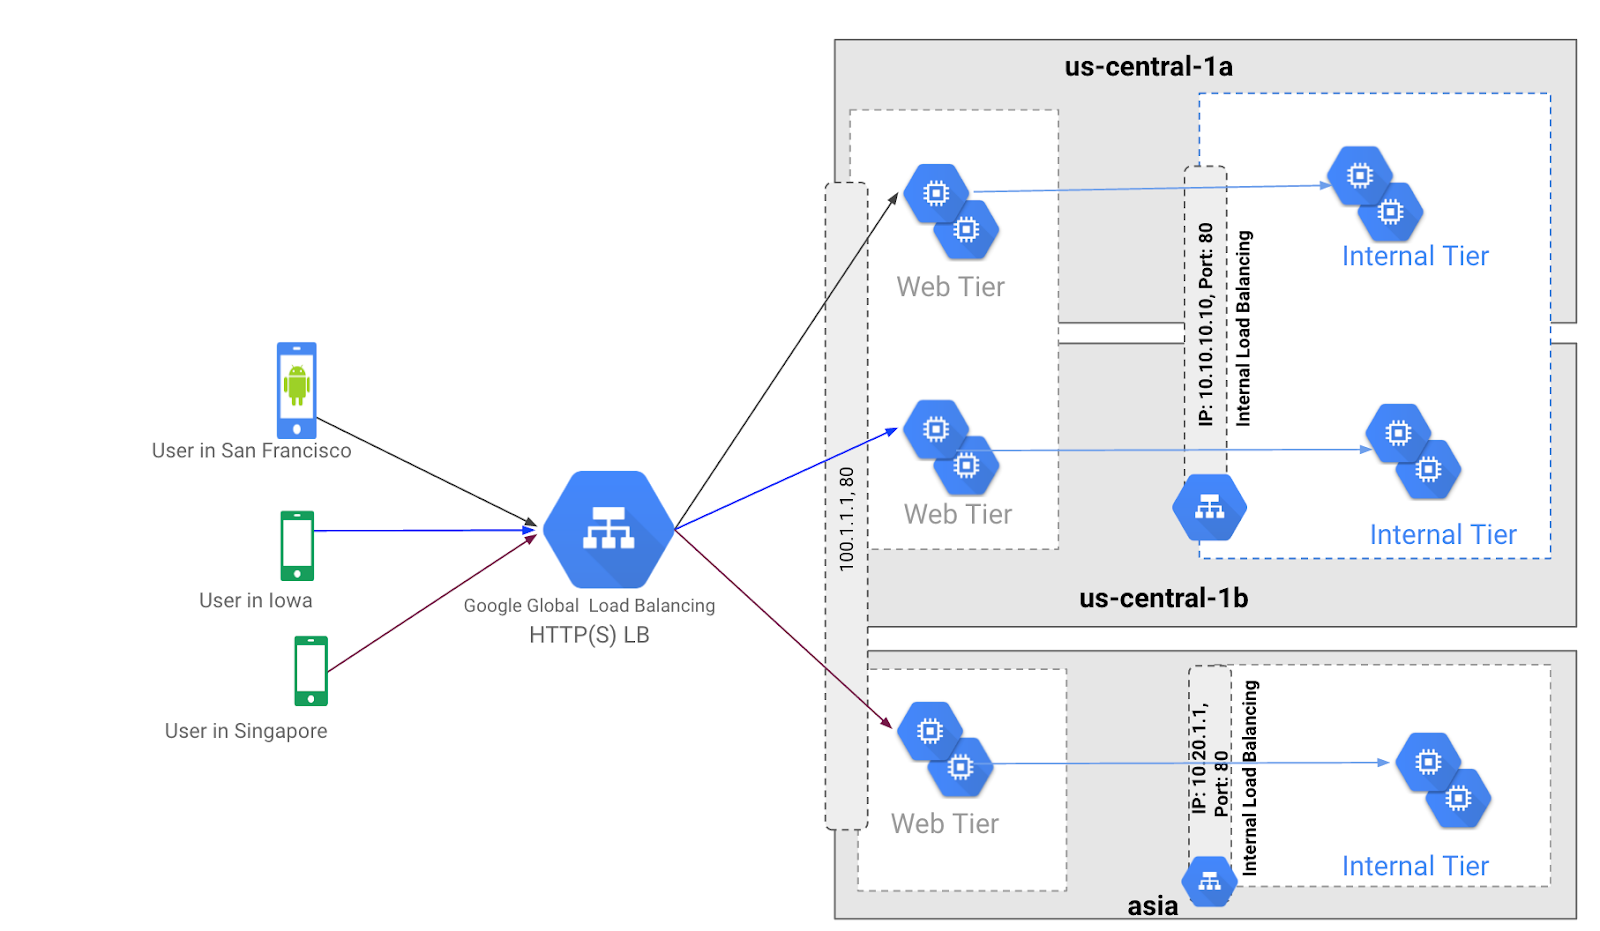 us-central-1a
Web Tier
Internal Tier
IP: 10.10.10.10, Port: 80
Internal Load Balancing
User in San Francisco
User in Iowa
User in Singapore
Google Global  Load Balancing
HTTP(S) LB
100.1.1.1, 80
Web Tier
Internal Tier
us-central-1b
Web Tier
IP: 10.20.1.1,
Port: 80
Internal Load Balancing
Internal Tier
asia